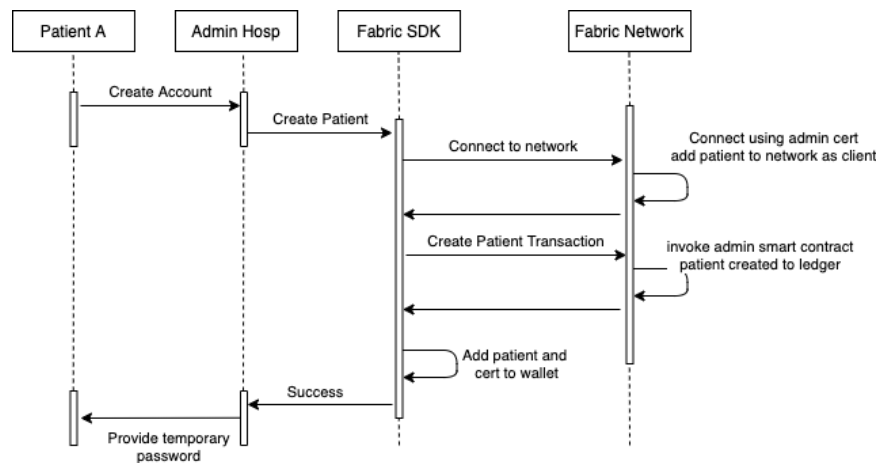 Patient A
Admin Hosp
Fabric SDK
Fabric Network
Create Account
Create Patient
Connect to network
Connect using admin cert
add patient to network as client
Create Patient Transaction
invoke admin smart contract
patient created to ledger
Add patient and
cert to wallet
Success
Provide temporary
password